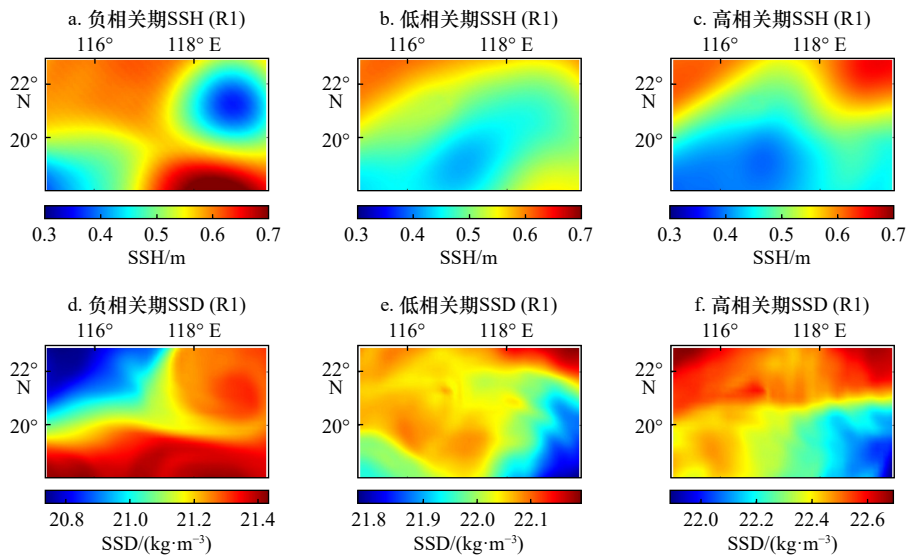 a. 负相关期SSH (R1)
b. 低相关期SSH (R1)
c. 高相关期SSH (R1)
116° 118° E
116° 118° E
116° 118° E
22°
N
20°
22°
N
20°
22°
N
20°
0.3 0.4 0.5 0.6 0.7
SSH/m
0.3 0.4 0.5 0.6 0.7
SSH/m
0.3 0.4 0.5 0.6 0.7
SSH/m
d. 负相关期SSD (R1)
e. 低相关期SSD (R1)
f. 高相关期SSD (R1)
116° 118° E
116° 118° E
116° 118° E
22°
N
20°
22°
N
20°
22°
N
20°
20.8 21.0 21.2 21.4
SSD/(kg·m⁻³)
21.8 21.9 22.0 22.1
SSD/(kg·m⁻³)
22.0 22.2 22.4 22.6
SSD/(kg·m⁻³)